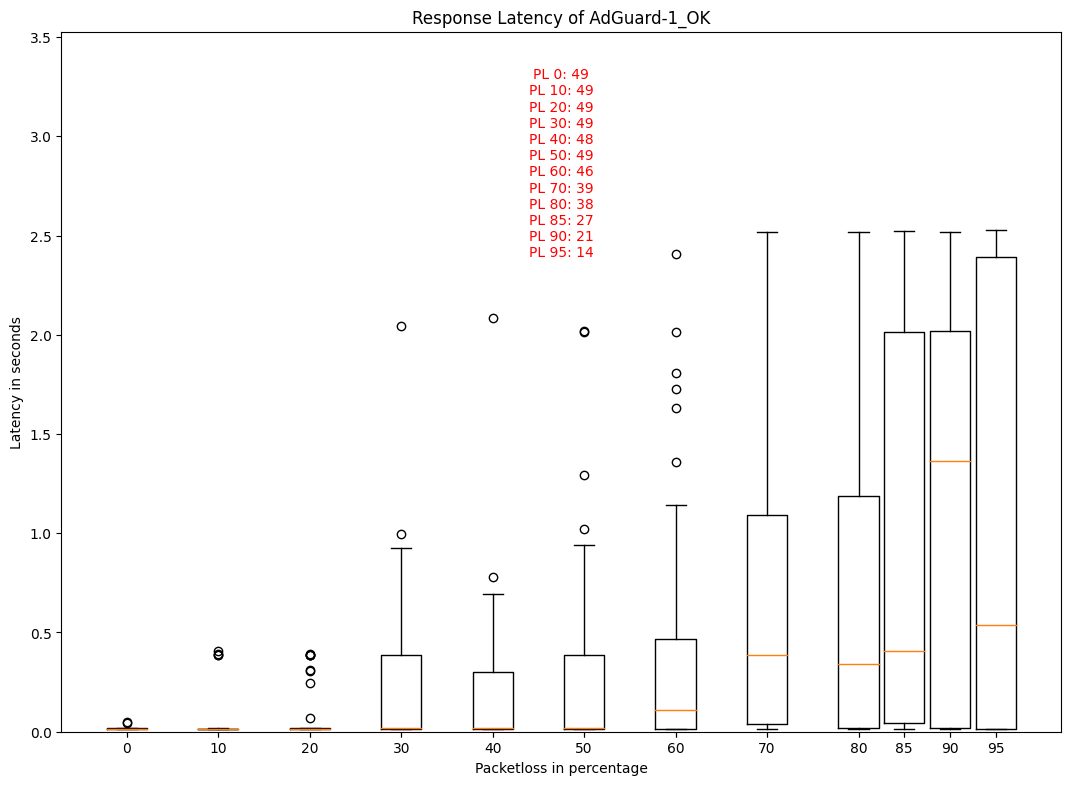 Response Latency of AdGuard-1_OK
3.5
3.0
2.5
2.0
1.5
1.0
0.5
0.0
Latency in seconds
PL 0: 49
PL 10: 49
PL 20: 49
PL 30: 49
PL 40: 48
PL 50: 49
PL 60: 46
PL 70: 39
PL 80: 38
PL 85: 27
PL 90: 21
PL 95: 14
0 10 20 30 40 50 60 70 80 85 90 95
Packetloss in percentage